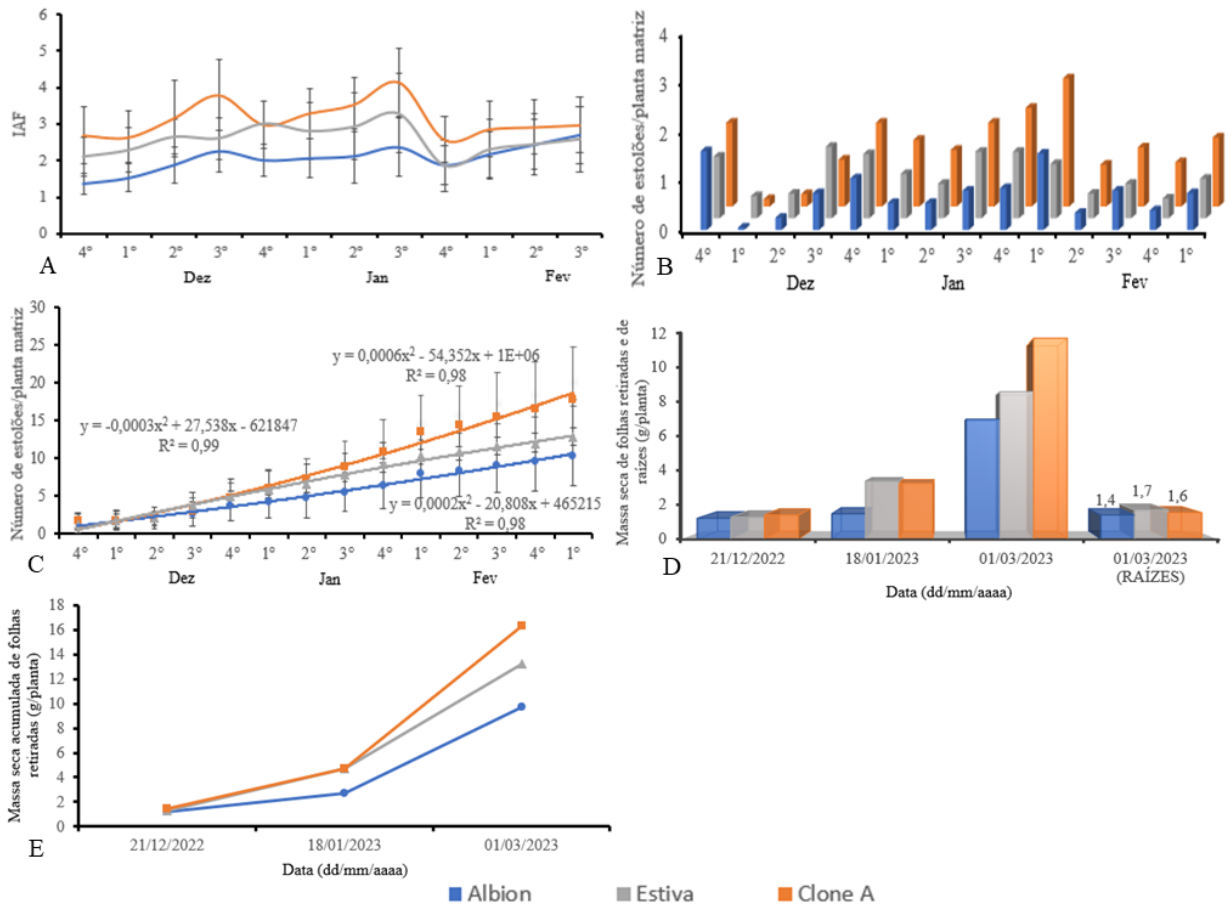 6
5
4
3
2
1
0
IAF
4° 1° 2° 3° 4° 1° 2° 3° 4° 1° 2° 3°
Dez Jan Fev
A
4
3
2
1
0
Número de estolões/planta matriz
4° 1° 2° 3° 4° 1° 2° 3° 4° 1° 2° 3° 4° 1°
Dez Jan Fev
B
30
25
20
15
10
5
0
Número de estolões/planta matriz
y = 0,0006x² - 54,352x + 1E+06
R² = 0,98
y = -0,0003x² + 27,538x - 621847
R² = 0,99
y = 0,0002x² - 20,808x + 465215
R² = 0,98
4° 1° 2° 3° 4° 1° 2° 3° 4° 1° 2° 3° 4° 1°
Dez Jan Fev
C
12
10
8
6
4
2
0
Massa seca de folhas retiradas e de
raízes (g/planta)
1,4 1,7 1,6
21/12/2022 18/01/2023 01/03/2023 01/03/2023
(RAÍZES)
Data (dd/mm/aaaa)
D
18
16
14
12
10
8
6
4
2
0
Massa seca acumulada de folhas
retiradas (g/planta)
21/12/2022 18/01/2023 01/03/2023
Data (dd/mm/aaaa)
E
Albion Estiva Clone A